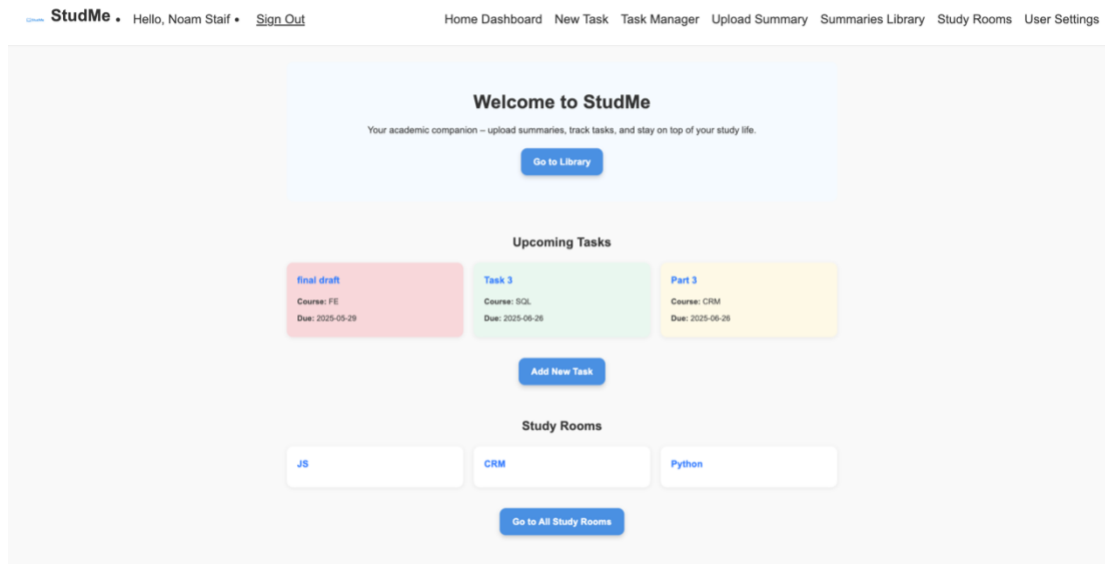 StudMe • Hello, Noam Staif • Sign Out Home Dashboard New Task Task Manager Upload Summary Summaries Library Study Rooms User Settings
Welcome to StudMe
Your academic companion – upload summaries, track tasks, and stay on top of your study life.
Go to Library
Upcoming Tasks
final draft
Course: FE
Due: 2025-05-29
Task 3
Course: SQL
Due: 2025-06-26
Part 3
Course: CRM
Due: 2025-06-26
Add New Task
Study Rooms
JS
CRM
Python
Go to All Study Rooms